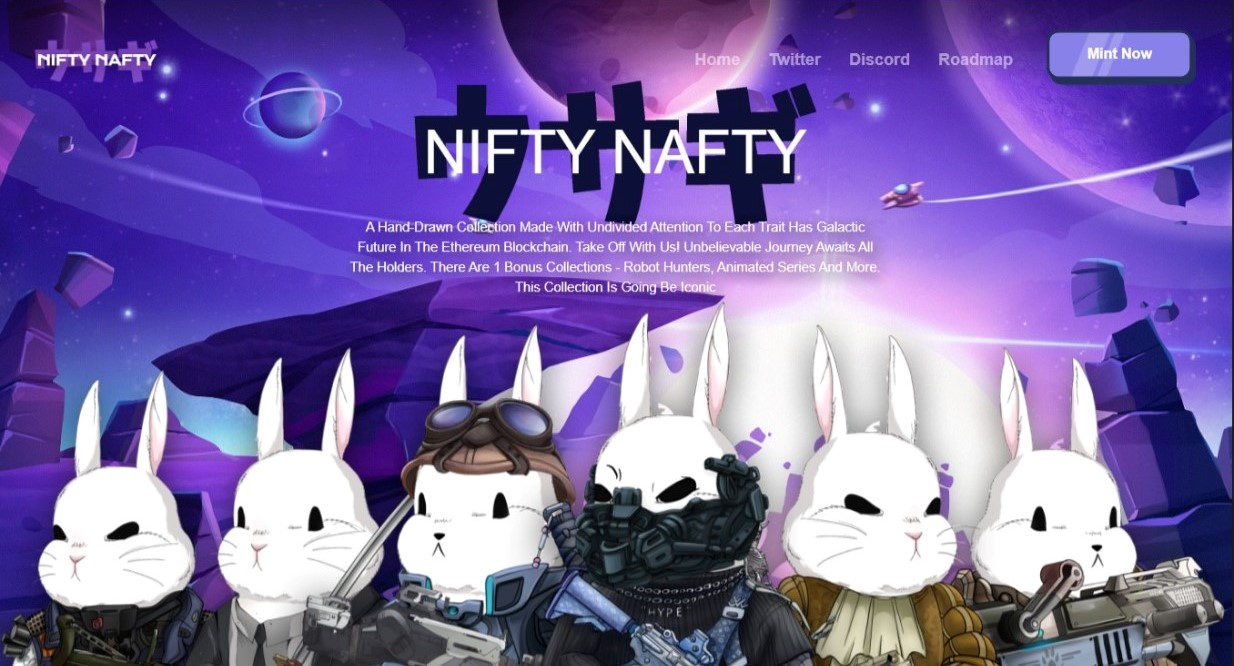 ウサギ
NIFTY NAFTY
Home Twitter Discord Roadmap Mint Now
ウサギ
NIFTY NAFTY
A Hand-Drawn Collection Made With Undivided Attention To Each Trait Has Galactic
Future In The Ethereum Blockchain. Take Off With Us! Unbelievable Journey Awaits All
The Holders. There Are 1 Bonus Collections - Robot Hunters, Animated Series And More.
This Collection Is Going Be Iconic
HYPE